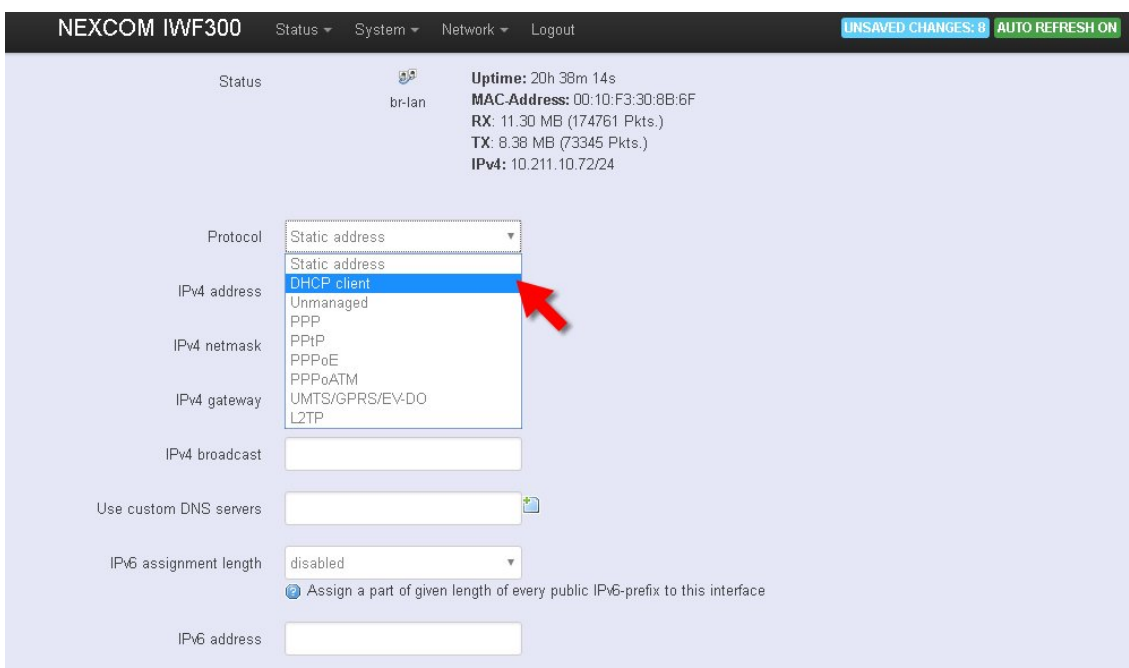 NEXCOM IWF300 Status System Network Logout UNSAVED CHANGES: 8 AUTO REFRESH ON
Status
br-lan
Uptime: 20h 38m 14s
MAC-Address: 00:10:F3:30:8B:6F
RX: 11.30 MB (174761 Pkts.)
TX: 8.38 MB (73345 Pkts.)
IPv4: 10.211.10.72/24
Protocol Static address
Static address
DHCP client
Unmanaged
PPP
PPtP
PPPoE
PPPoATM
UMTS/GPRS/EV-DO
L2TP
IPv4 address
IPv4 netmask
IPv4 gateway
IPv4 broadcast
Use custom DNS servers
IPv6 assignment length disabled
Assign a part of given length of every public IPv6-prefix to this interface
IPv6 address